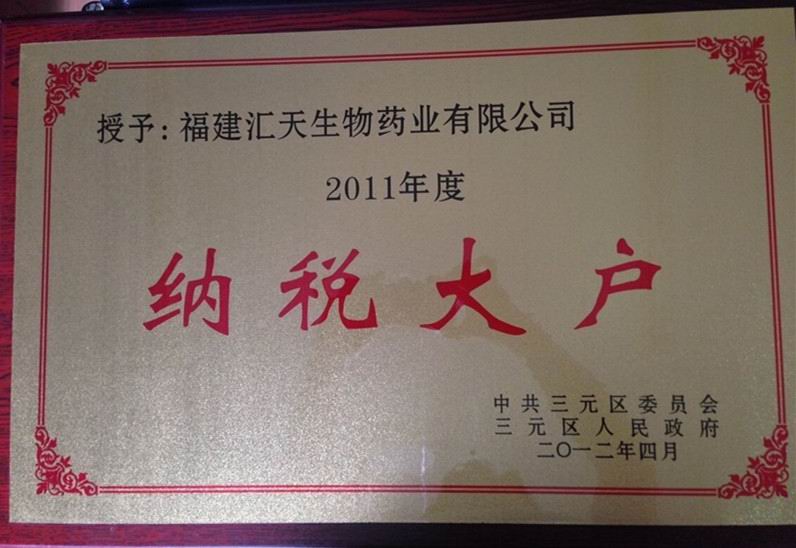 授予：福建汇天生物药业有限公司
2011年度
纳税大户
中共三元区委员会
三元区人民政府
二〇一二年四月